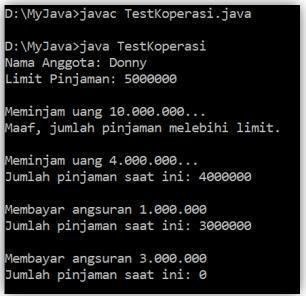 D:\MyJava>javac TestKoperasi.java
D:\MyJava>java TestKoperasi
Nama Anggota: Donny
Limit Pinjaman: 5000000
Meminjam uang 10.000.000...
Maaf, jumlah pinjaman melebihi limit.
Meminjam uang 4.000.000...
Jumlah pinjaman saat ini: 4000000
Membayar angsuran 1.000.000
Jumlah pinjaman saat ini: 3000000
Membayar angsuran 3.000.000
Jumlah pinjaman saat ini: 0